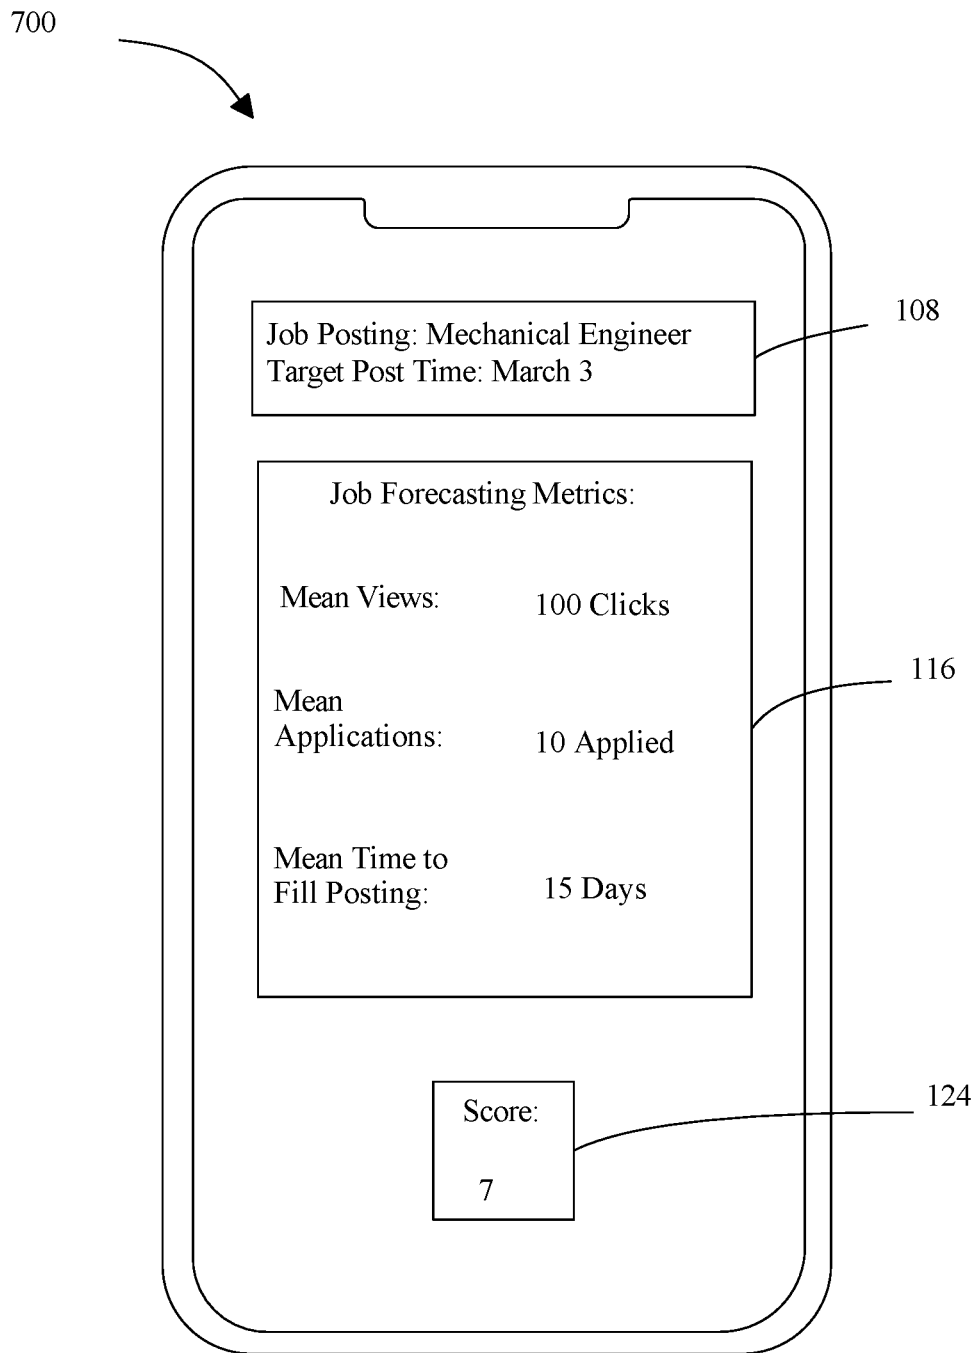 700
Job Posting: Mechanical Engineer
Target Post Time: March 3
108
Job Forecasting Metrics:
Mean Views:
100 Clicks
116
Mean
Applications:
10 Applied
Mean Time to
Fill Posting:
15 Days
Score:
7
124